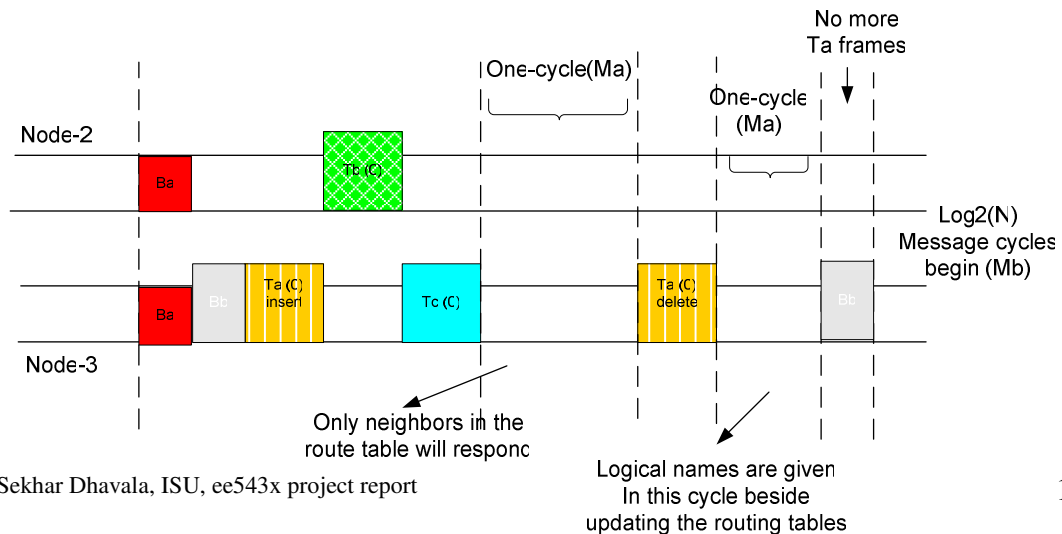 No more
Ta frames
One-cycle(Ma)
One-cycle
(Ma)
Node-2
Tb (C)
Ba
Log2(N)
Message cycles
begin (Mb)
Ba
Bb
Ta (C)
insert
Tc (C)
Ta (C)
delete
Bb
Node-3
Only neighbors in the
route table will respond
Logical names are given
In this cycle beside
updating the routing tables
Sekhar Dhavala, ISU, ee543x project report